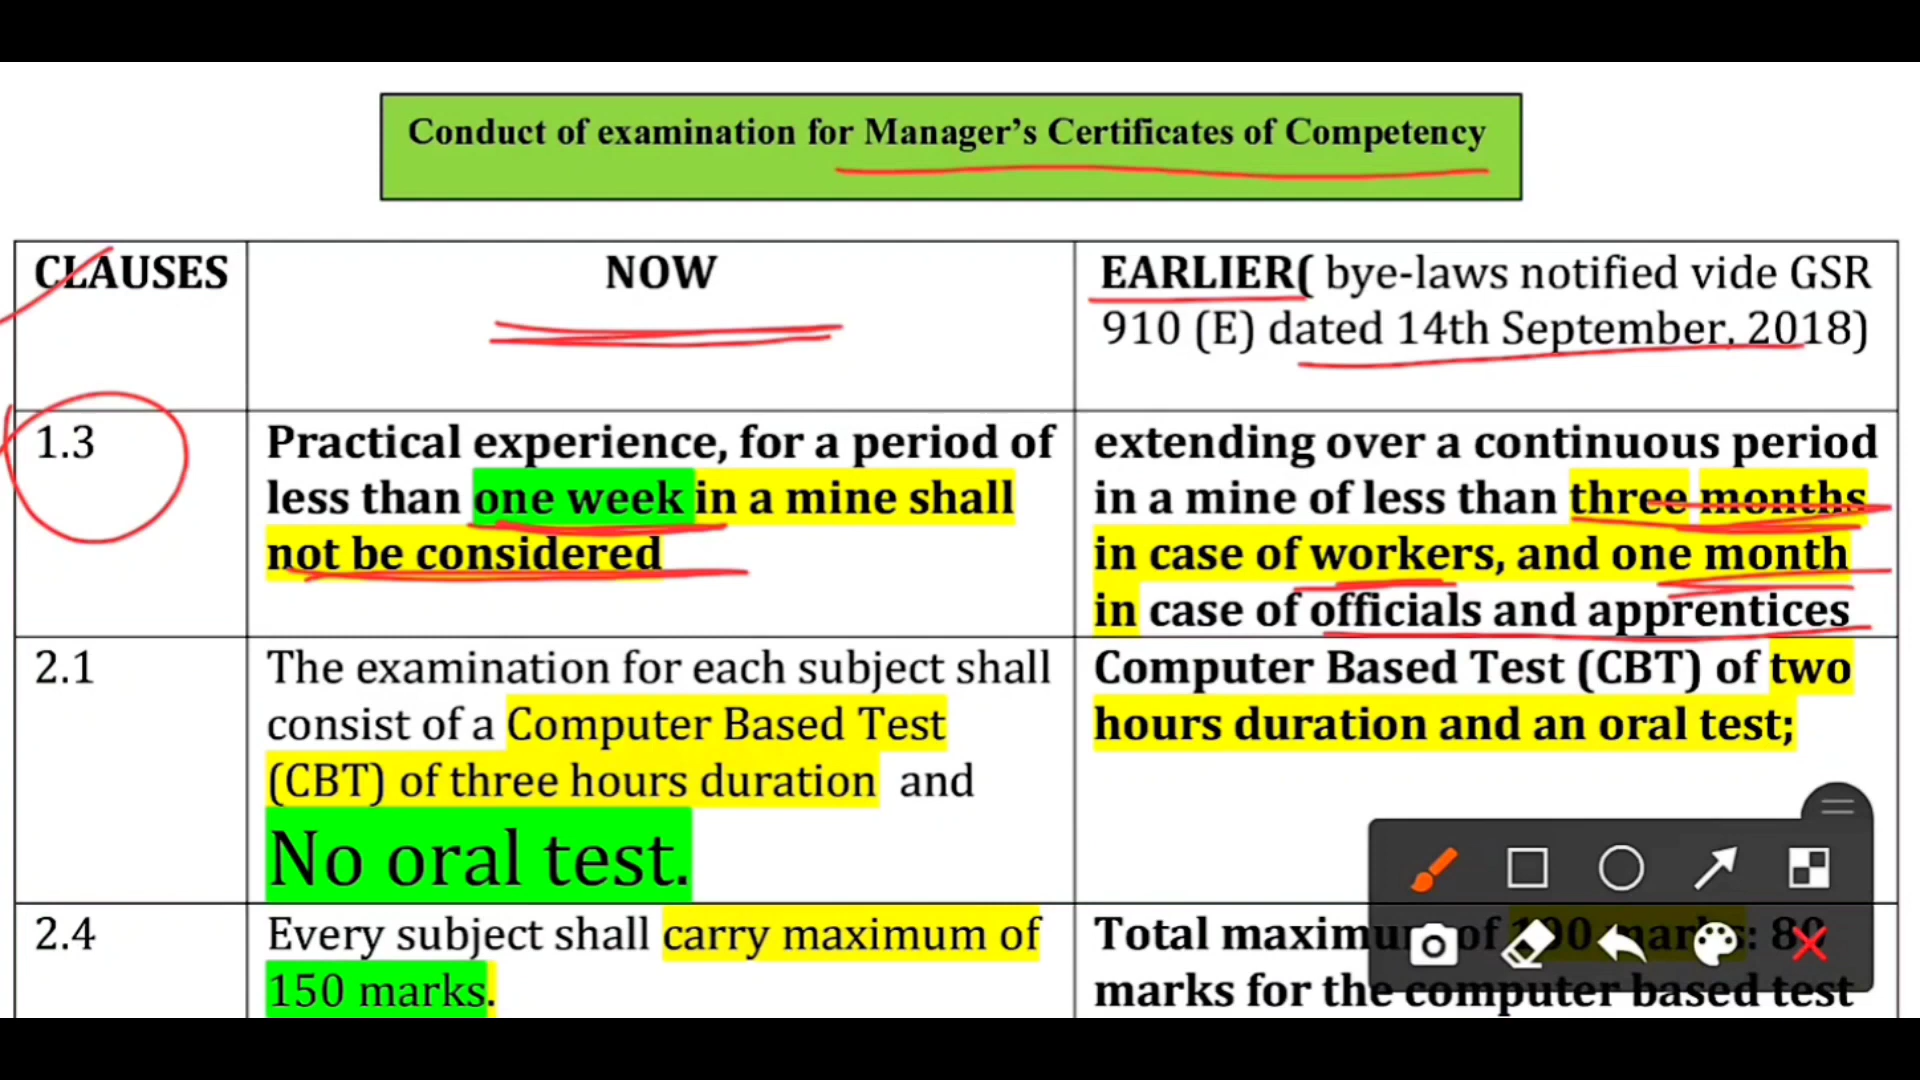 Conduct of examination for Manager’s Certificates of Competency
CLAUSES
NOW
EARLIER( bye-laws notified vide GSR
910 (E) dated 14th September, 2018)
1.3
Practical experience, for a period of
less than one week in a mine shall
not be considered
extending over a continuous period
in a mine of less than three months
in case of workers, and one month
in case of officials and apprentices
2.1
The examination for each subject shall
consist of a Computer Based Test
(CBT) of three hours duration and
No oral test.
Computer Based Test (CBT) of two
hours duration and an oral test;
2.4
Every subject shall carry maximum of
150 marks.
Total maximum of 100 marks: 80
marks for the computer based test